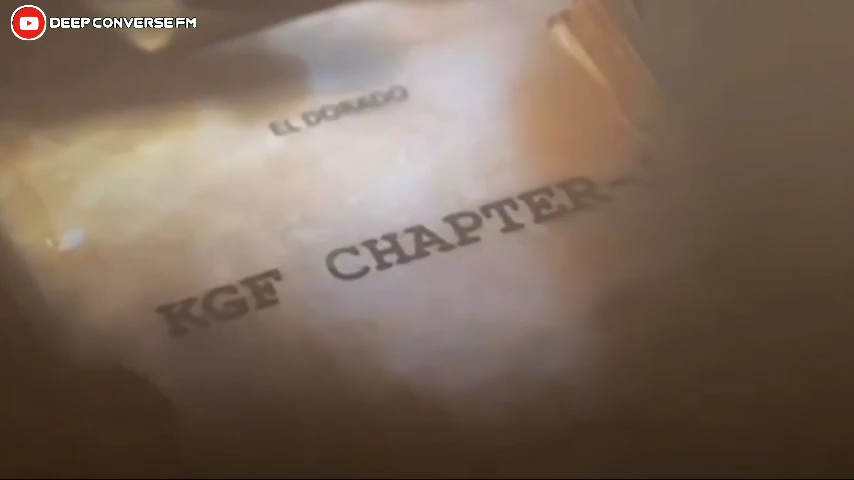 DEEP CONVERSE FM
EL DORADO
KGF CHAPTER-